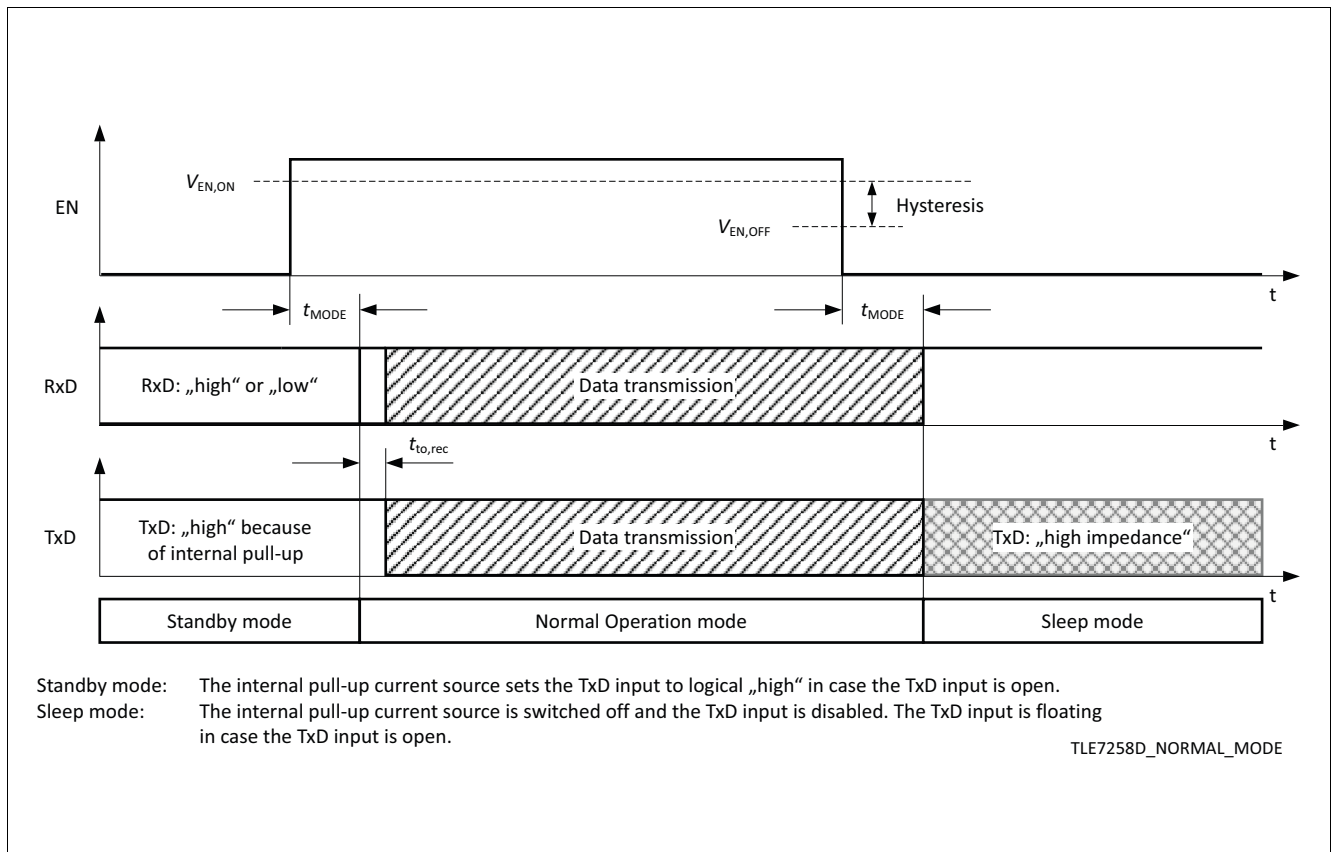 V_EN,ON
EN
Hysteresis
V_EN,OFF
t
t_MODE
t_MODE
RxD
RxD: „high“ or „low“
Data transmission
t
t_to,rec
TxD
TxD: „high“ because
of internal pull-up
Data transmission
TxD: „high impedance“
t
Standby mode
Normal Operation mode
Sleep mode
Standby mode: The internal pull-up current source sets the TxD input to logical „high“ in case the TxD input is open.
Sleep mode: The internal pull-up current source is switched off and the TxD input is disabled. The TxD input is floating
in case the TxD input is open.
TLE7258D_NORMAL_MODE